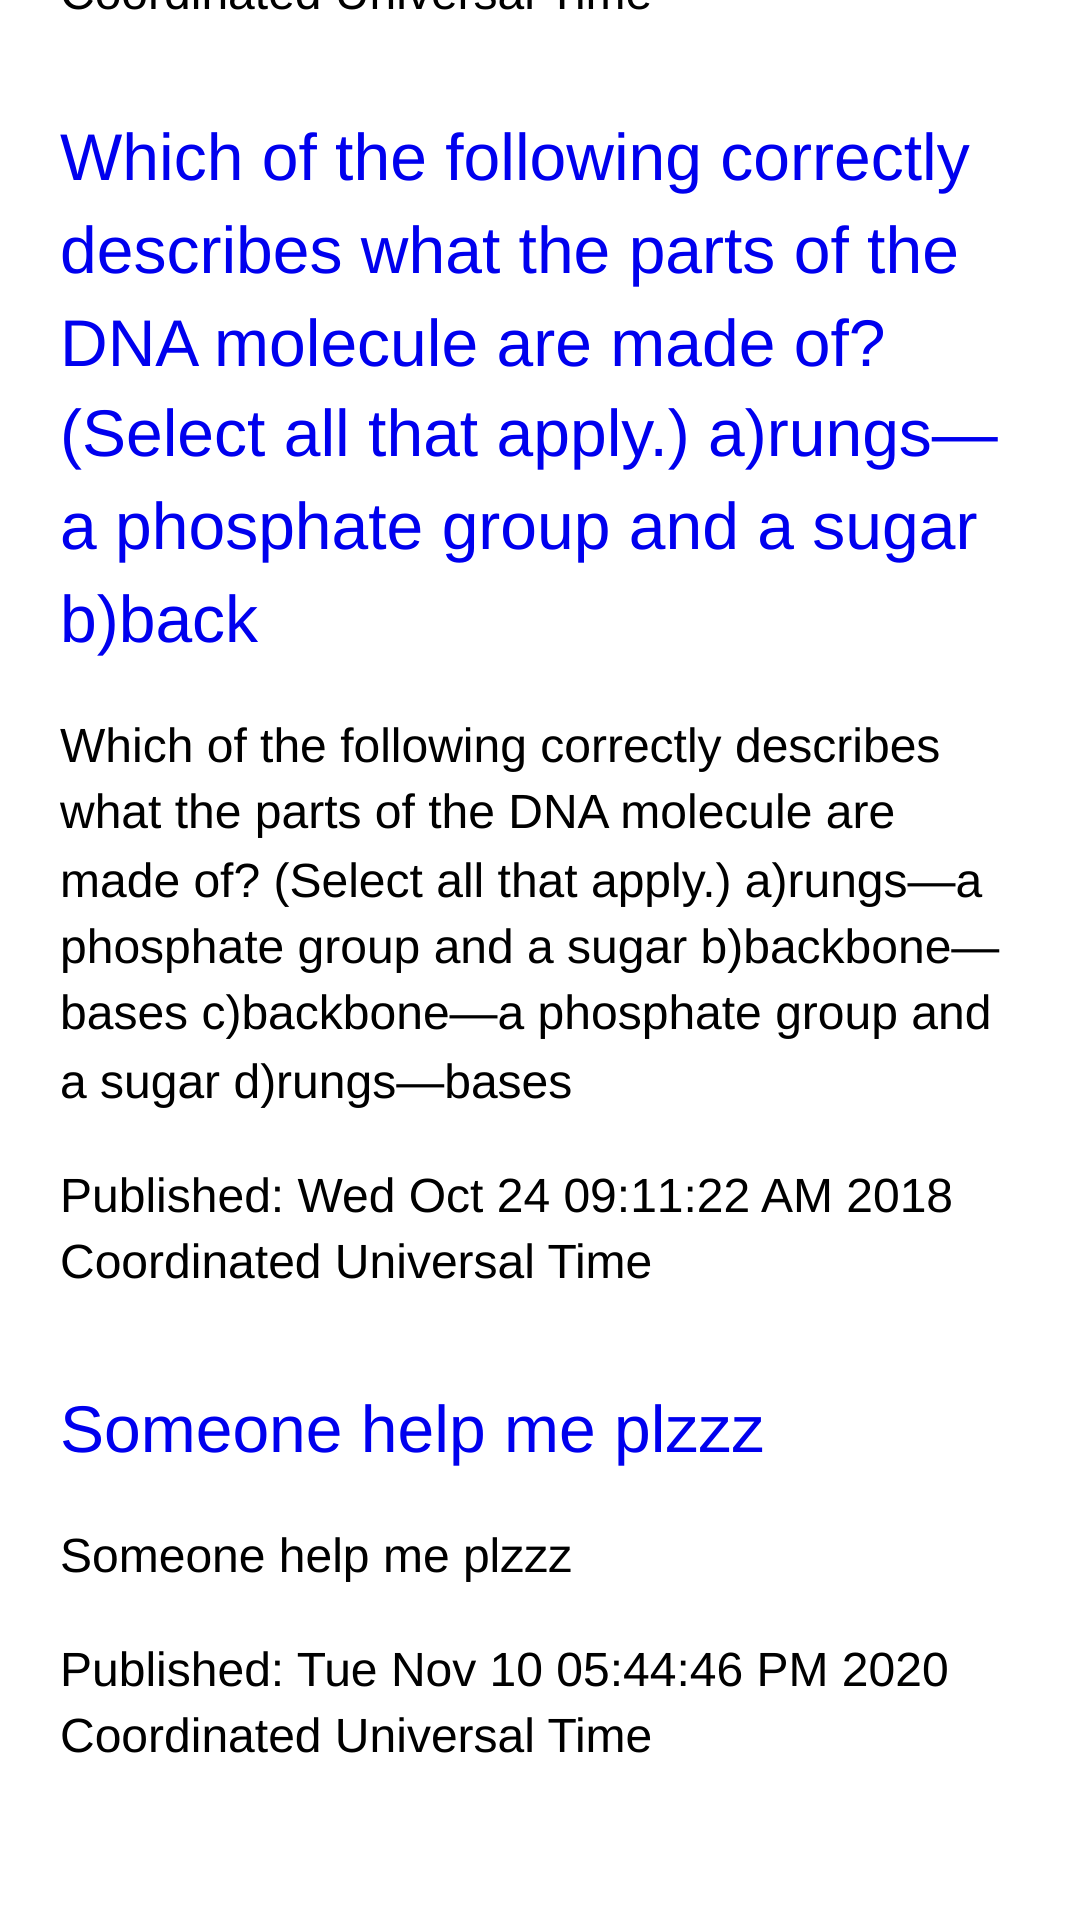 Coordinated Universal Time
Which of the following correctly
describes what the parts of the
DNA molecule are made of?
(Select all that apply.) a)rungs—
a phosphate group and a sugar
b)back
Which of the following correctly describes
what the parts of the DNA molecule are
made of? (Select all that apply.) a)rungs—a
phosphate group and a sugar b)backbone—
bases c)backbone—a phosphate group and
a sugar d)rungs—bases
Published: Wed Oct 24 09:11:22 AM 2018
Coordinated Universal Time
Someone help me plzzz
Someone help me plzzz
Published: Tue Nov 10 05:44:46 PM 2020
Coordinated Universal Time